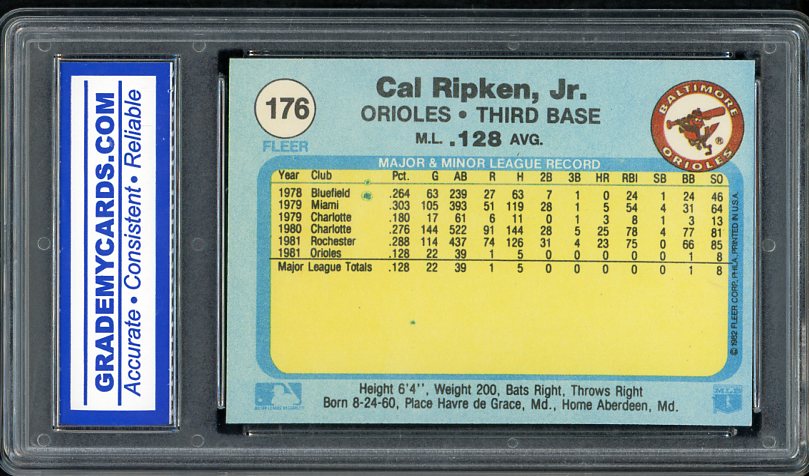 GRADEMYCARDS.COM
Accurate • Consistent • Reliable
176
FLEER
Cal Ripken, Jr.
ORIOLES • THIRD BASE
M.L. .128 AVG.
BALTIMORE
ORIOLES
MAJOR & MINOR LEAGUE RECORD
Year Club Pct. G AB R H 2B 3B HR RBI SB BB SO
1978 Bluefield .264 63 239 27 63 7 1 0 24 1 24 46
1979 Miami .303 105 393 51 119 28 1 5 54 4 31 64
1979 Charlotte .180 17 61 6 11 0 1 3 8 1 3 13
1980 Charlotte .276 144 522 91 144 28 5 25 78 4 77 81
1981 Rochester .288 114 437 74 126 31 4 23 75 0 66 85
1981 Orioles .128 22 39 1 5 0 0 0 0 0 1 8
Major League Totals .128 22 39 1 5 0 0 0 0 0 1 8
© 1982 FLEER CORP. PHILA., PRINTED IN U.S.A.
Height 6'4'', Weight 200, Bats Right, Throws Right
Born 8-24-60, Place Havre de Grace, Md., Home Aberdeen, Md.